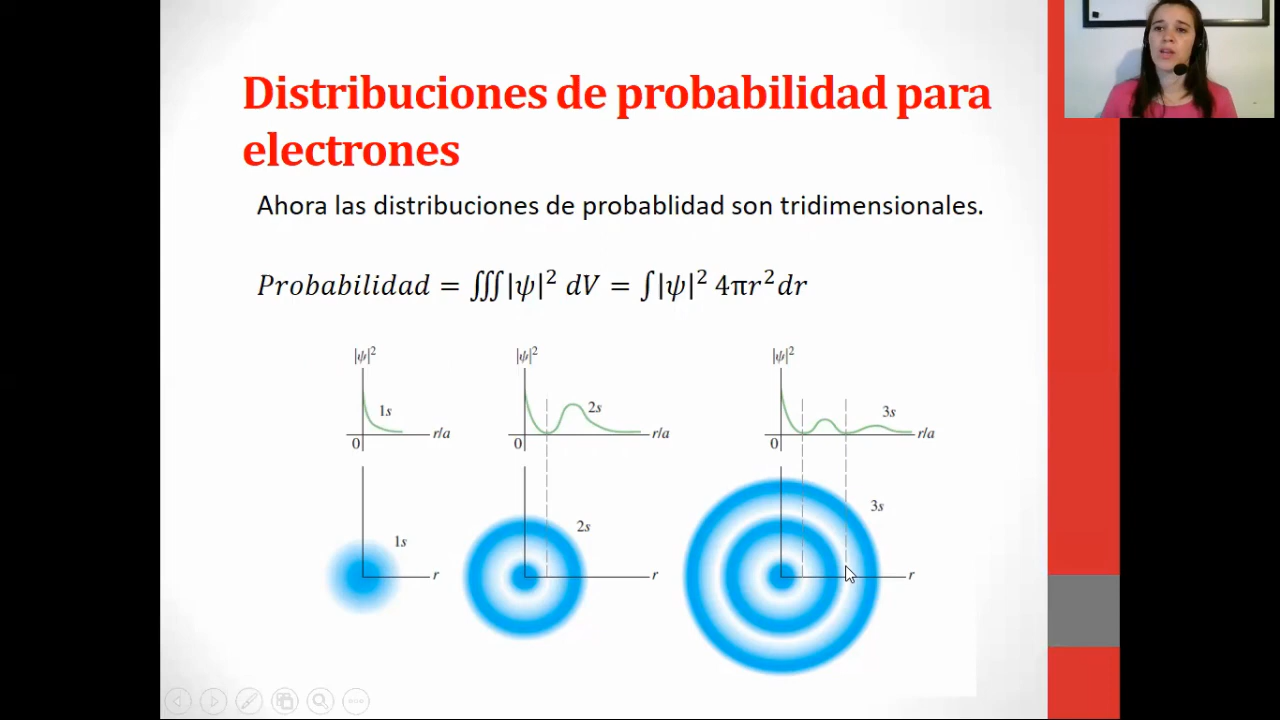 Distribuciones de probabilidad para
electrones
Ahora las distribuciones de probablidad son tridimensionales.
Probabilidad = ∭|ψ|² dV = ∫|ψ|² 4πr²dr
|ψ|²
1s
0
r/a
|ψ|²
2s
0
r/a
|ψ|²
3s
0
r/a
1s
r
2s
r
3s
r